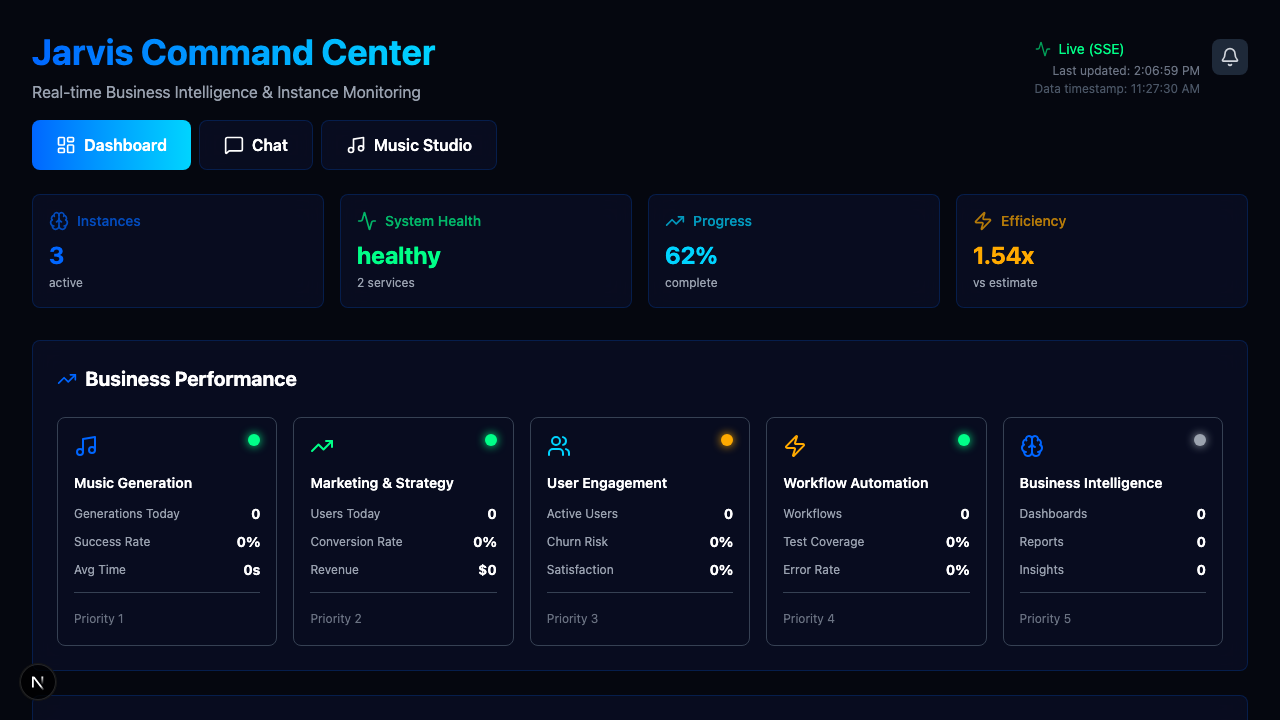 Jarvis Command Center
Real-time Business Intelligence & Instance Monitoring
Live (SSE)
Last updated: 2:06:59 PM
Data timestamp: 11:27:30 AM
Dashboard
Chat
Music Studio
Instances
3
active
System Health
healthy
2 services
Progress
62%
complete
Efficiency
1.54x
vs estimate
Business Performance
Music Generation
Generations Today 0
Success Rate 0%
Avg Time 0s
Priority 1
Marketing & Strategy
Users Today 0
Conversion Rate 0%
Revenue $0
Priority 2
User Engagement
Active Users 0
Churn Risk 0%
Satisfaction 0%
Priority 3
Workflow Automation
Workflows 0
Test Coverage 0%
Error Rate 0%
Priority 4
Business Intelligence
Dashboards 0
Reports 0
Insights 0
Priority 5
N